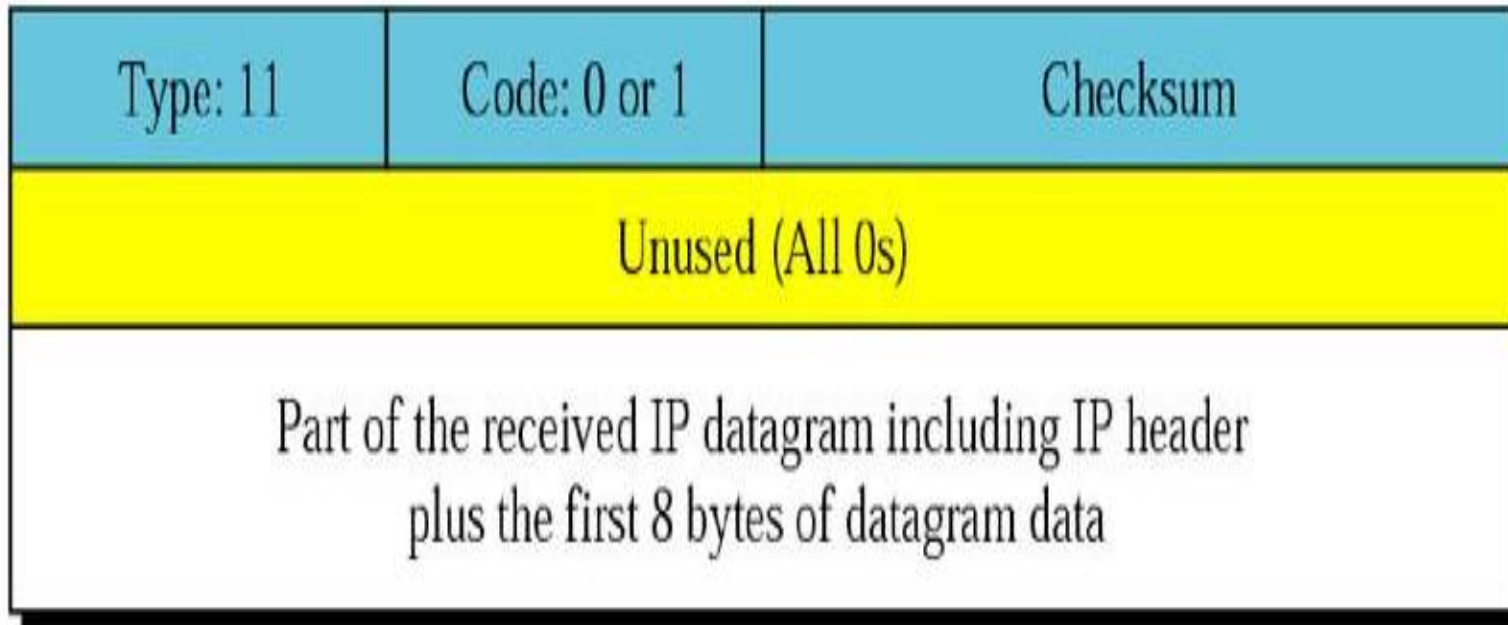 Type: 11 Code: 0 or 1 Checksum
Unused (All 0s)
Part of the received IP datagram including IP header
plus the first 8 bytes of datagram data